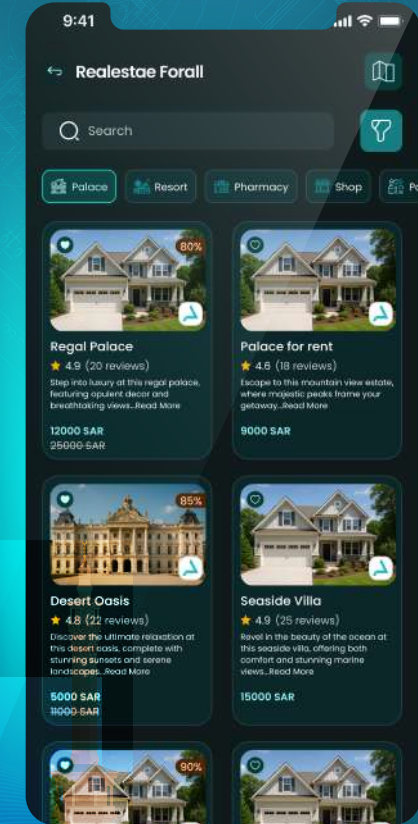 9:41
Realestae Forall
Search
Palace
Resort
Pharmacy
Shop
80%
Regal Palace
4.9 (20 reviews)
Step into luxury at this regal palace,
featuring opulent decor and
breathtaking views...Read More
12000 SAR
25000 SAR
Palace for rent
4.6 (18 reviews)
Escape to this mountain view estate,
where majestic peaks frame your
getaway...Read More
9000 SAR
85%
Desert Oasis
4.8 (22 reviews)
Discover the ultimate relaxation at
this desert oasis, complete with
stunning sunsets and serene
landscapes...Read More
5000 SAR
11000 SAR
Seaside Villa
4.9 (25 reviews)
Revel in the beauty of the ocean at
this seaside villa, offering both
comfort and stunning marine
views...Read More
15000 SAR
90%